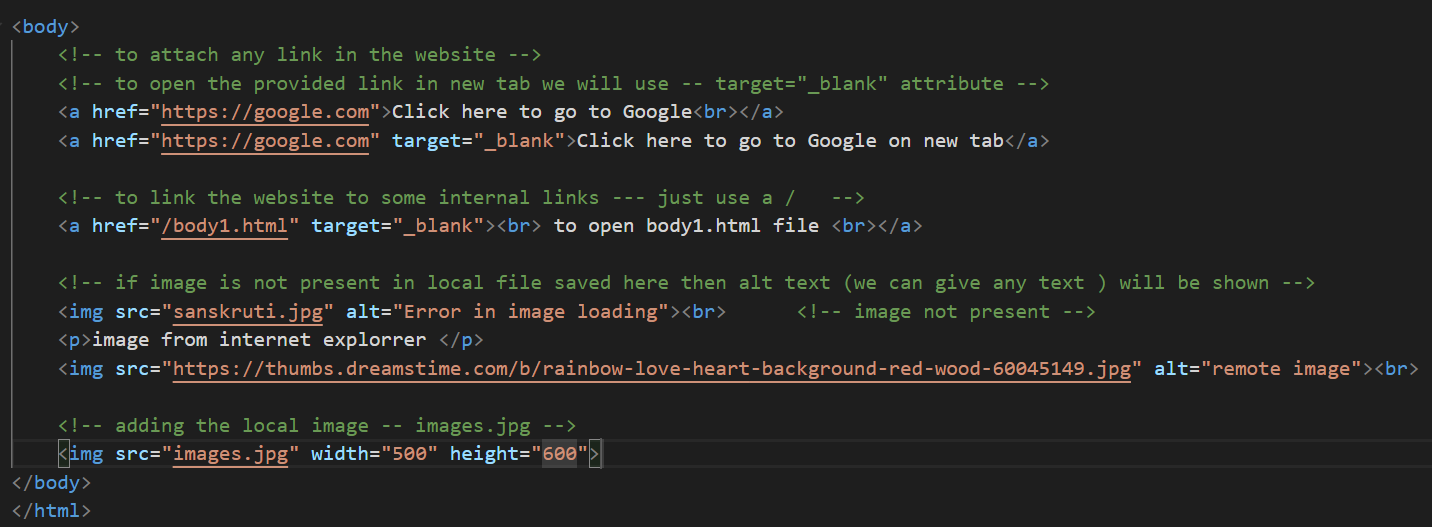 <body>
<!-- to attach any link in the website -->
<!-- to open the provided link in new tab we will use -- target="_blank" attribute -->
<a href="https://google.com">Click here to go to Google<br></a>
<a href="https://google.com" target="_blank">Click here to go to Google on new tab</a>
<!-- to link the website to some internal links --- just use a /   -->
<a href="/body1.html" target="_blank"><br> to open body1.html file <br></a>
<!-- if image is not present in local file saved here then alt text (we can give any text ) will be shown -->
<img src="sanskruti.jpg" alt="Error in image loading"><br>      <!-- image not present -->
<p>image from internet explorrer </p>
<img src="https://thumbs.dreamstime.com/b/rainbow-love-heart-background-red-wood-60045149.jpg" alt="remote image"><br>
<!-- adding the local image -- images.jpg -->
<img src="images.jpg" width="500" height="600">
</body>
</html>